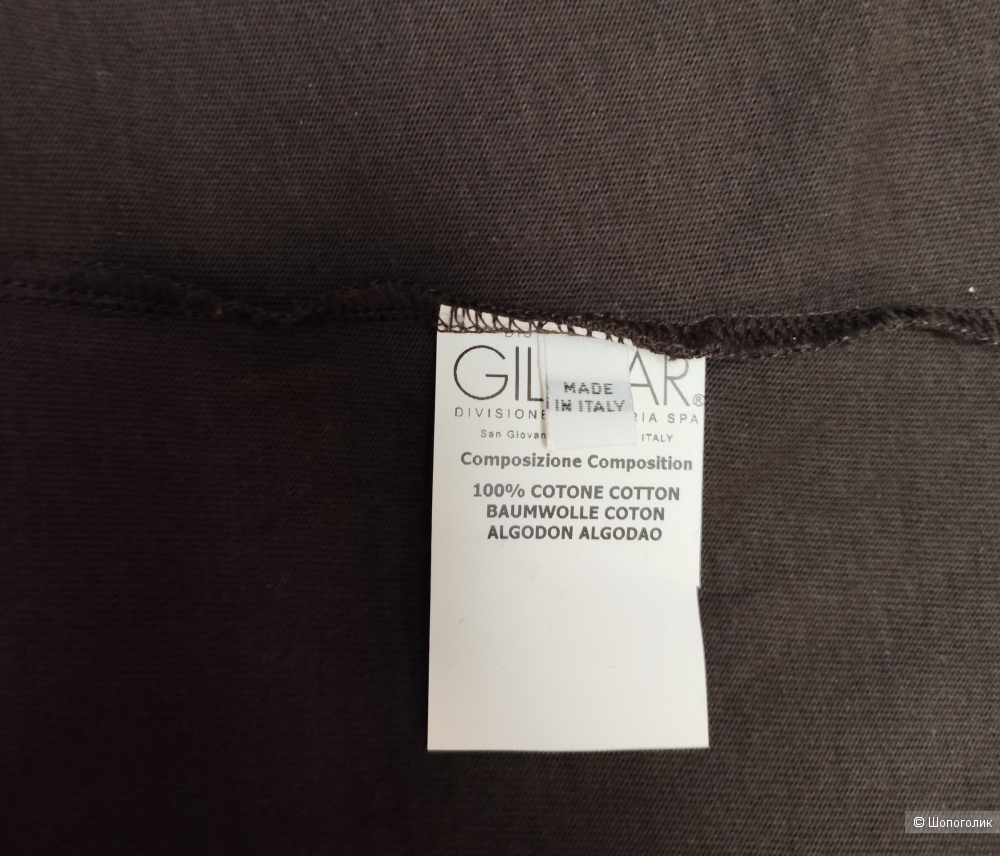 GIL AR®
MADE
IN ITALY
DIVISIONE RIA SPA
San Giovan ITALY
Composizione Composition
100% COTONE COTTON
BAUMWOLLE COTON
ALGODON ALGODAO
© Шопоголик